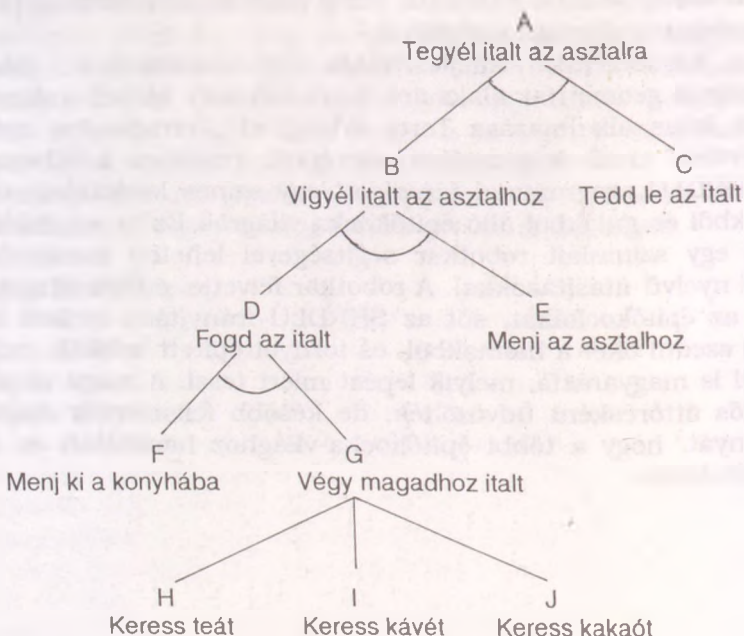 A
Tegyél italt az asztalra
B C
Vigyél italt az asztalhoz Tedd le az italt
D E
Fogd az italt Menj az asztalhoz
F G
Menj ki a konyhába Végy magadhoz italt
H I J
Keress teát Keress kávét Keress kakaót